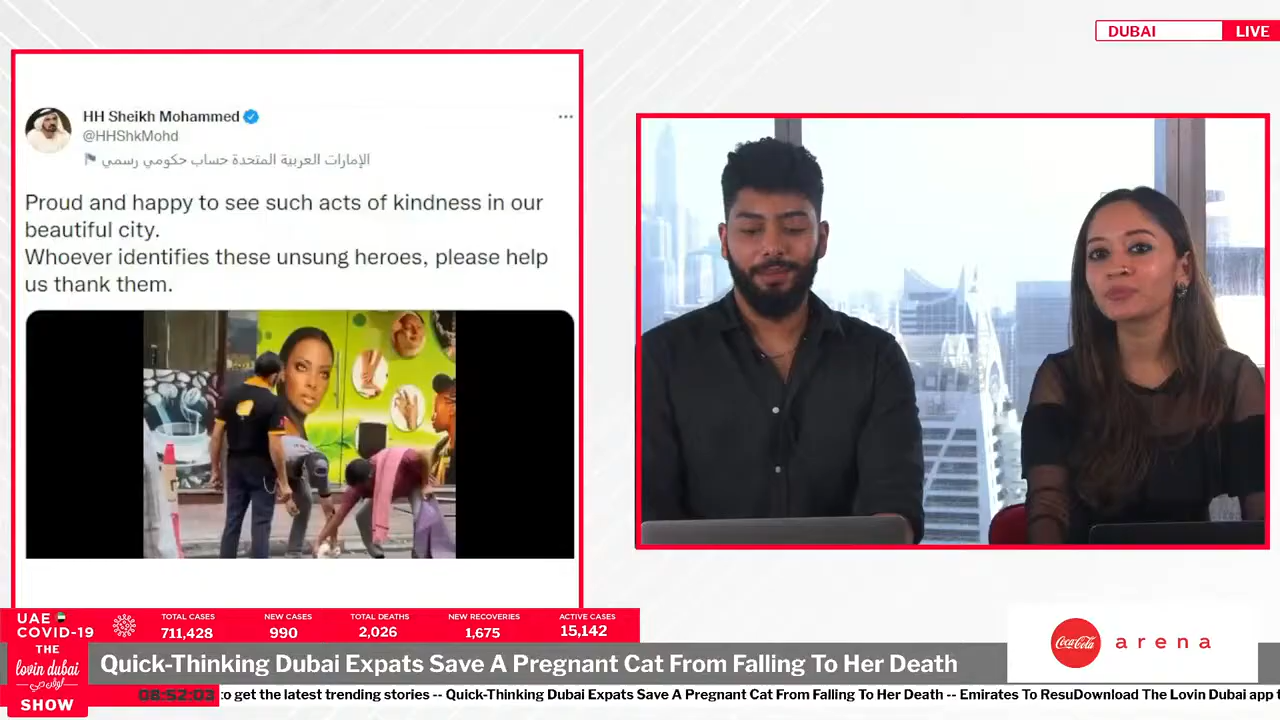 DUBAI LIVE
HH Sheikh Mohammed
@HHShkMohd
الإمارات العربية المتحدة حساب حكومي رسمي
Proud and happy to see such acts of kindness in our
beautiful city.
Whoever identifies these unsung heroes, please help
us thank them.
UAE
COVID-19
TOTAL CASES
711,428
NEW CASES
990
TOTAL DEATHS
2,026
NEW RECOVERIES
1,675
ACTIVE CASES
15,142
THE
lovin dubai
لوڤن دبي
SHOW
Quick-Thinking Dubai Expats Save A Pregnant Cat From Falling To Her Death
Coca-Cola arena
08:52:03
to get the latest trending stories -- Quick-Thinking Dubai Expats Save A Pregnant Cat From Falling To Her Death -- Emirates To ResuDownload The Lovin Dubai app t